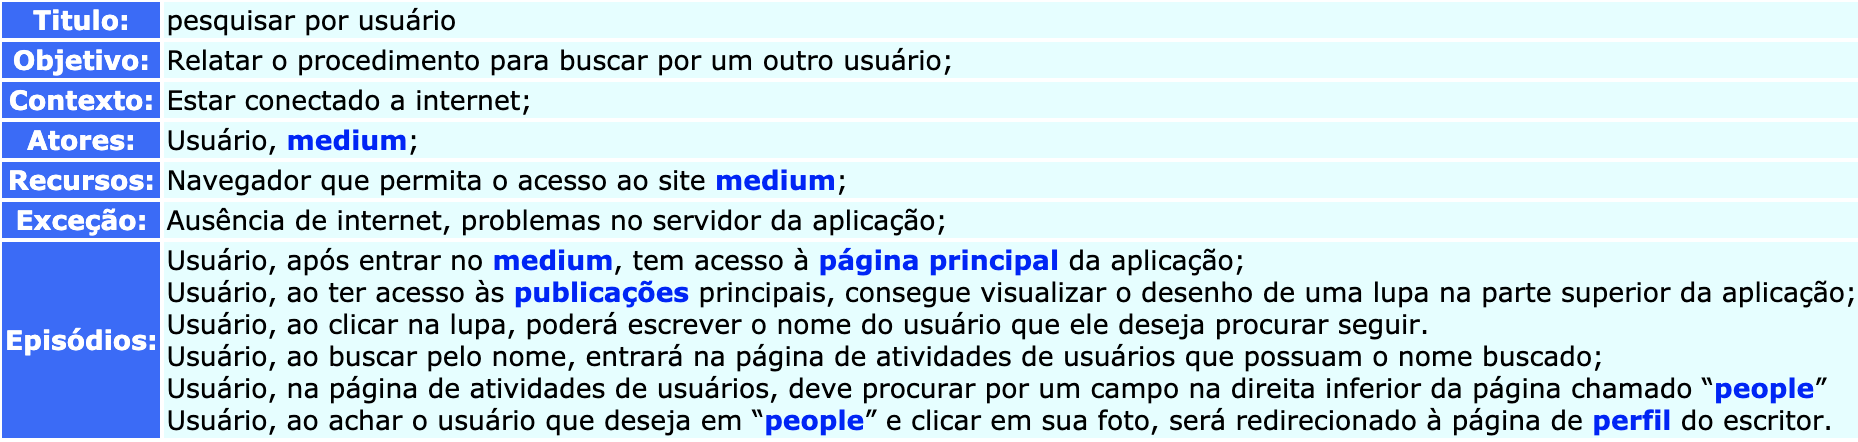 Titulo: pesquisar por usuário
Objetivo: Relatar o procedimento para buscar por um outro usuário;
Contexto: Estar conectado a internet;
Atores: Usuário, medium;
Recursos: Navegador que permita o acesso ao site medium;
Exceção: Ausência de internet, problemas no servidor da aplicação;
Episódios:
Usuário, após entrar no medium, tem acesso à página principal da aplicação;
Usuário, ao ter acesso às publicações principais, consegue visualizar o desenho de uma lupa na parte superior da aplicação;
Usuário, ao clicar na lupa, poderá escrever o nome do usuário que ele deseja procurar seguir.
Usuário, ao buscar pelo nome, entrará na página de atividades de usuários que possuam o nome buscado;
Usuário, na página de atividades de usuários, deve procurar por um campo na direita inferior da página chamado “people”
Usuário, ao achar o usuário que deseja em “people” e clicar em sua foto, será redirecionado à página de perfil do escritor.